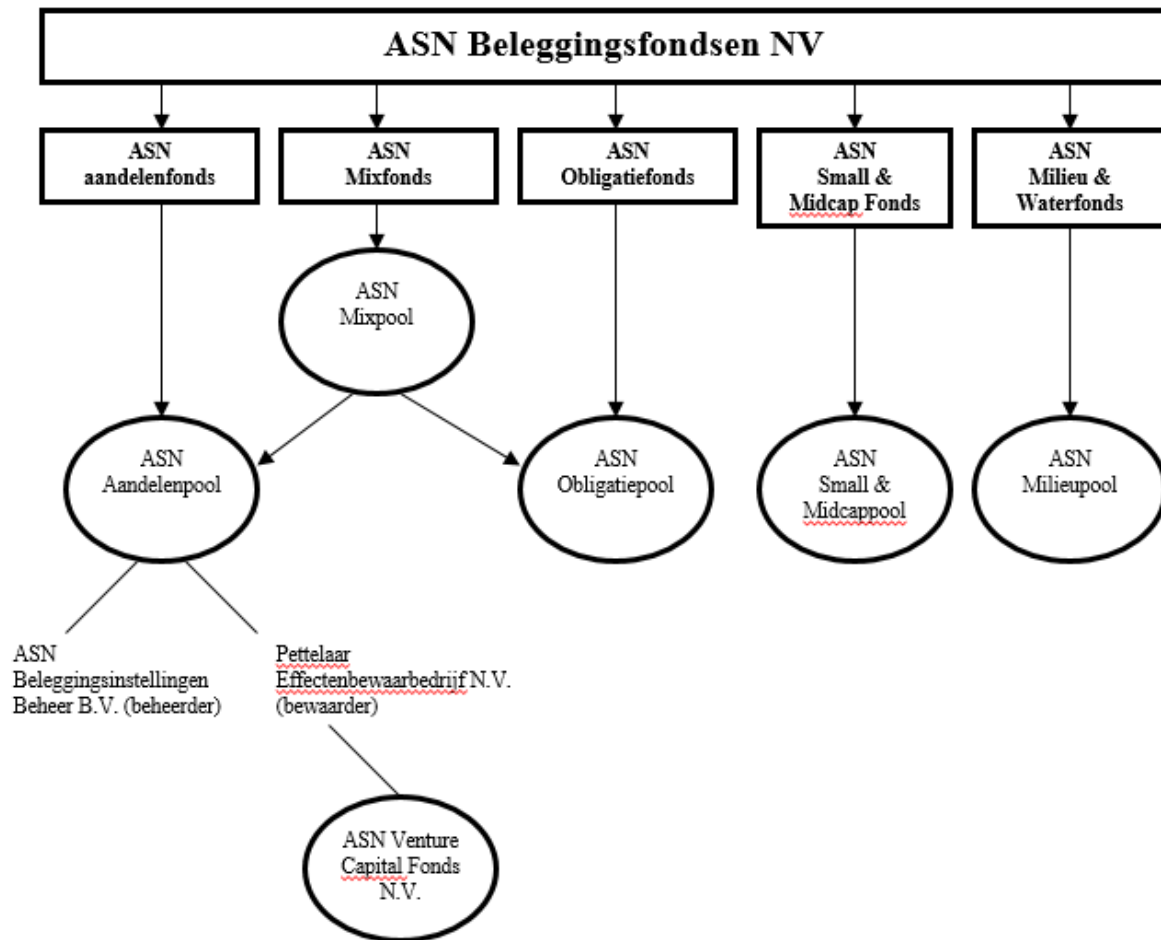 ASN Beleggingsfondsen NV
ASN
aandelenfonds
ASN
Mixfonds
ASN
Obligatiefonds
ASN
Small &
Midcap Fonds
ASN
Milieu &
Waterfonds
ASN
Mixpool
ASN
Aandelenpool
ASN
Obligatiepool
ASN
Small &
Midcappool
ASN
Milieupool
ASN
Beleggingsinstellingen
Beheer B.V. (beheerder)
Pettelaar
Effectenbewaarbedrijf N.V.
(bewaarder)
ASN Venture
Capital Fonds
N.V.